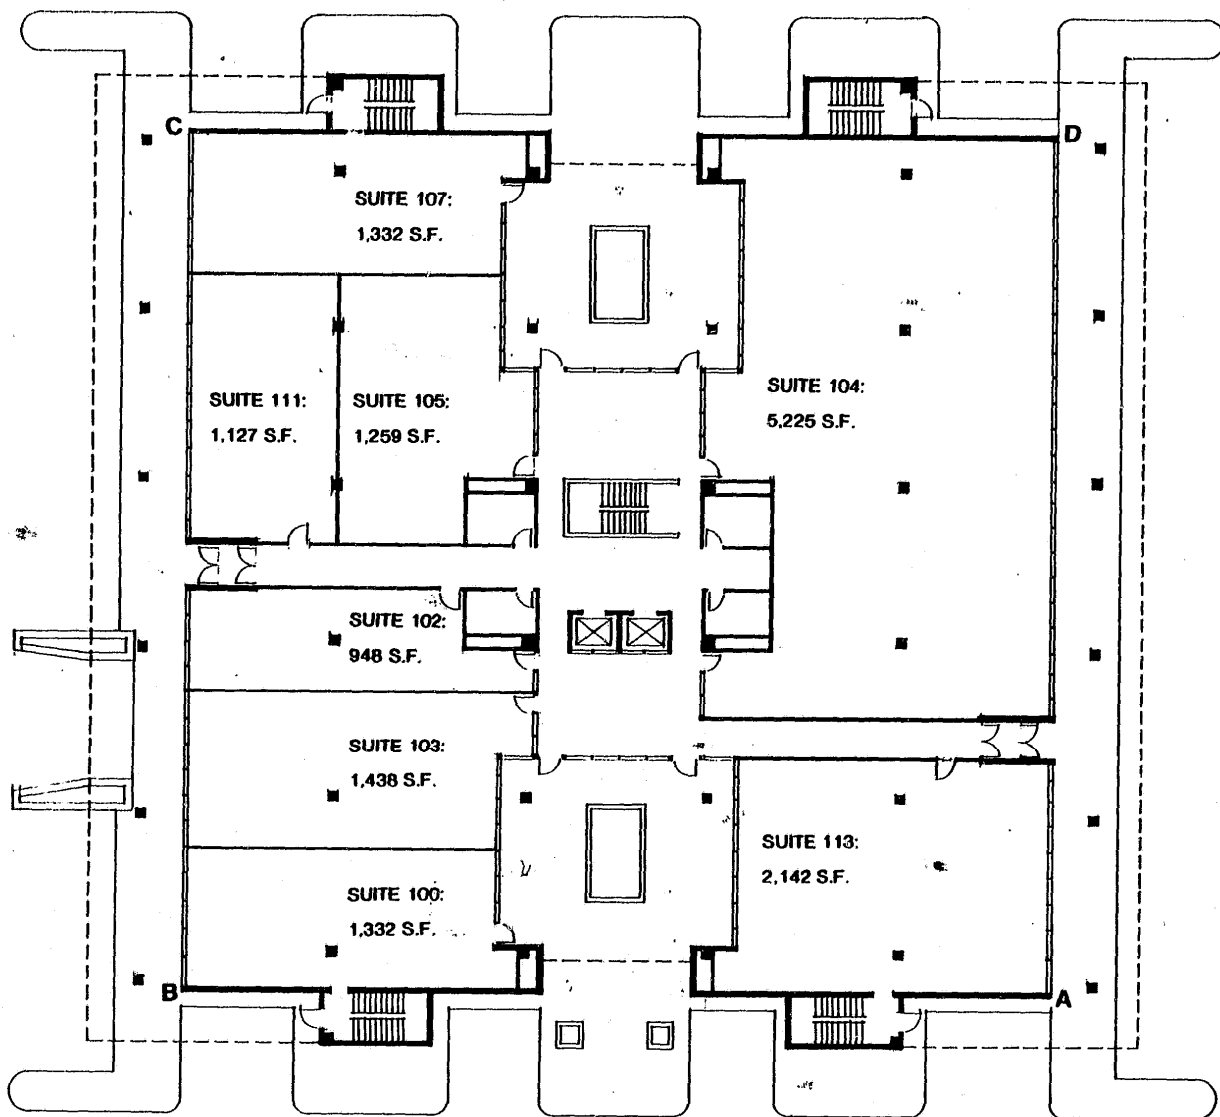 C
D
SUITE 107:
1,332 S.F.
SUITE 111:
1,127 S.F.
SUITE 105:
1,259 S.F.
SUITE 104:
5,225 S.F.
SUITE 102:
948 S.F.
SUITE 103:
1,438 S.F.
SUITE 113:
2,142 S.F.
SUITE 100:
1,332 S.F.
B
A